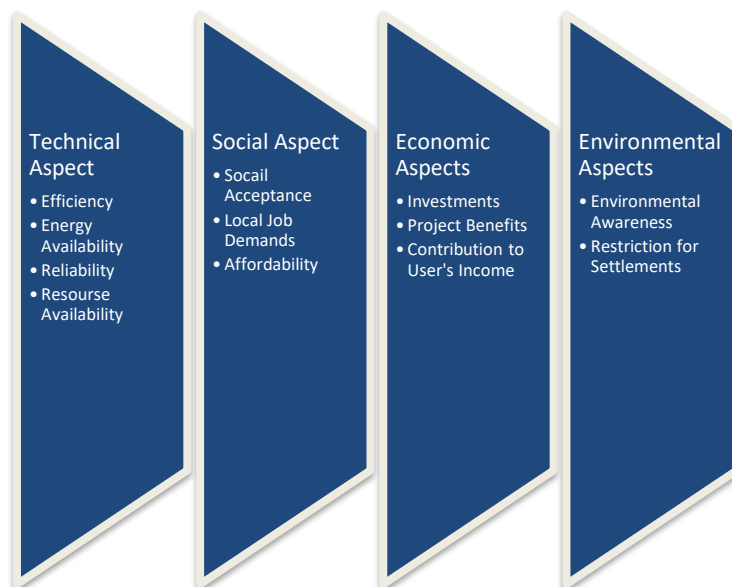 Technical
Aspect
• Efficiency
• Energy
Availability
• Reliability
• Resourse
Availability
Social Aspect
• Socail
Acceptance
• Local Job
Demands
• Affordability
Economic
Aspects
• Investments
• Project Benefits
• Contribution to
User's Income
Environmental
Aspects
• Environmental
Awareness
• Restriction for
Settlements